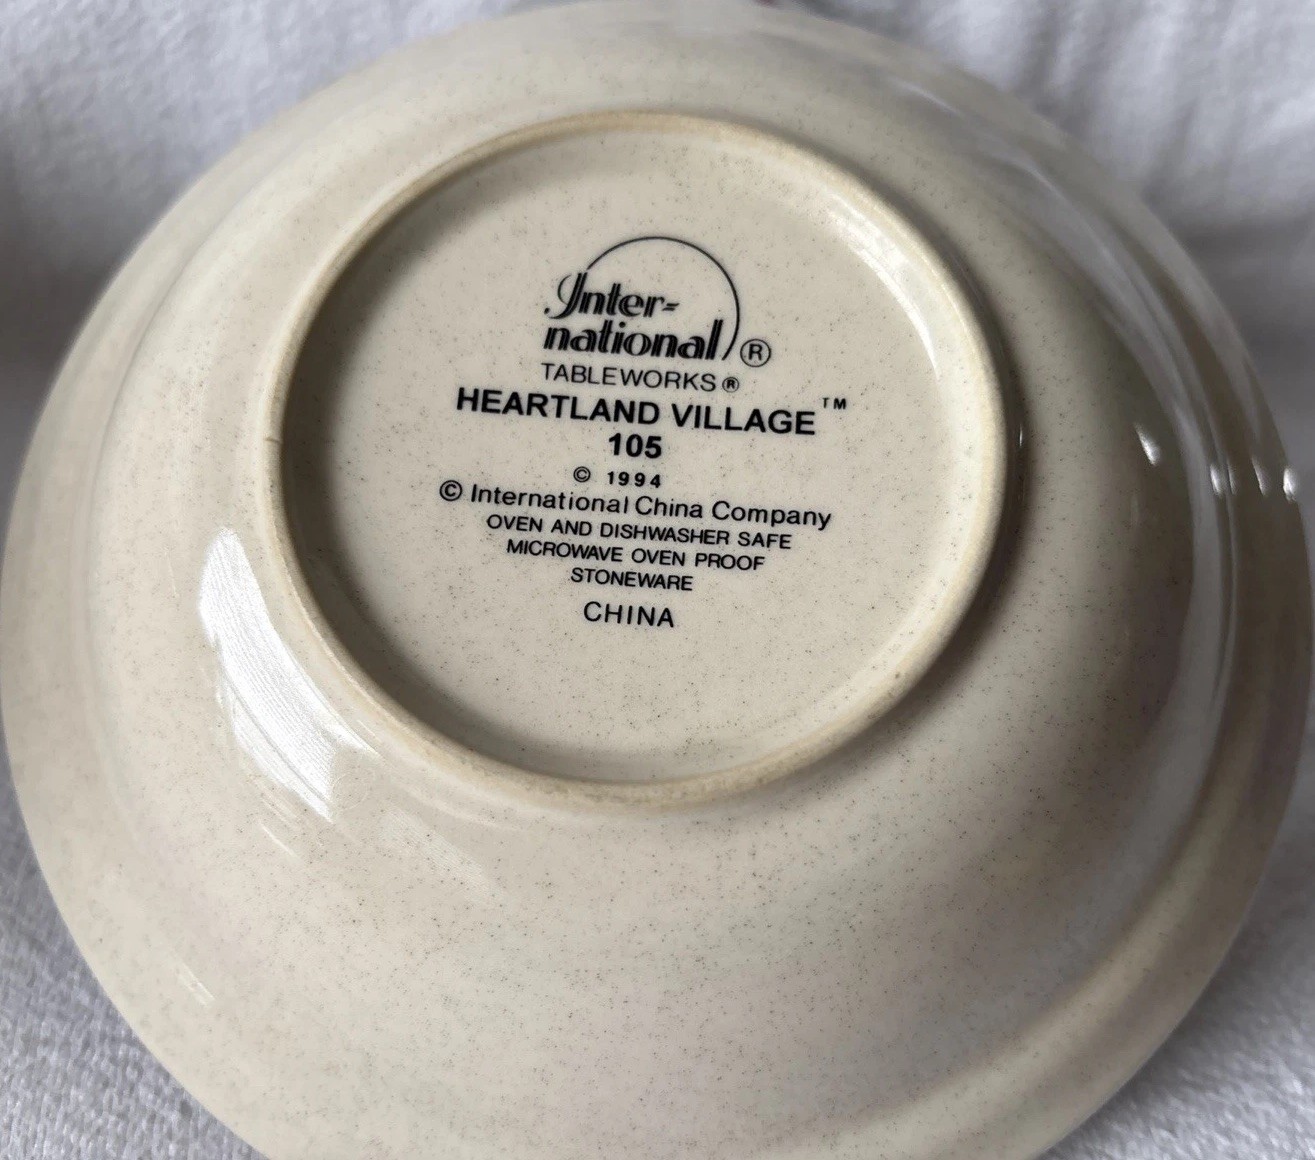 Inter-
national®
TABLEWORKS®
HEARTLAND VILLAGE™
105
© 1994
© International China Company
OVEN AND DISHWASHER SAFE
MICROWAVE OVEN PROOF
STONEWARE
CHINA